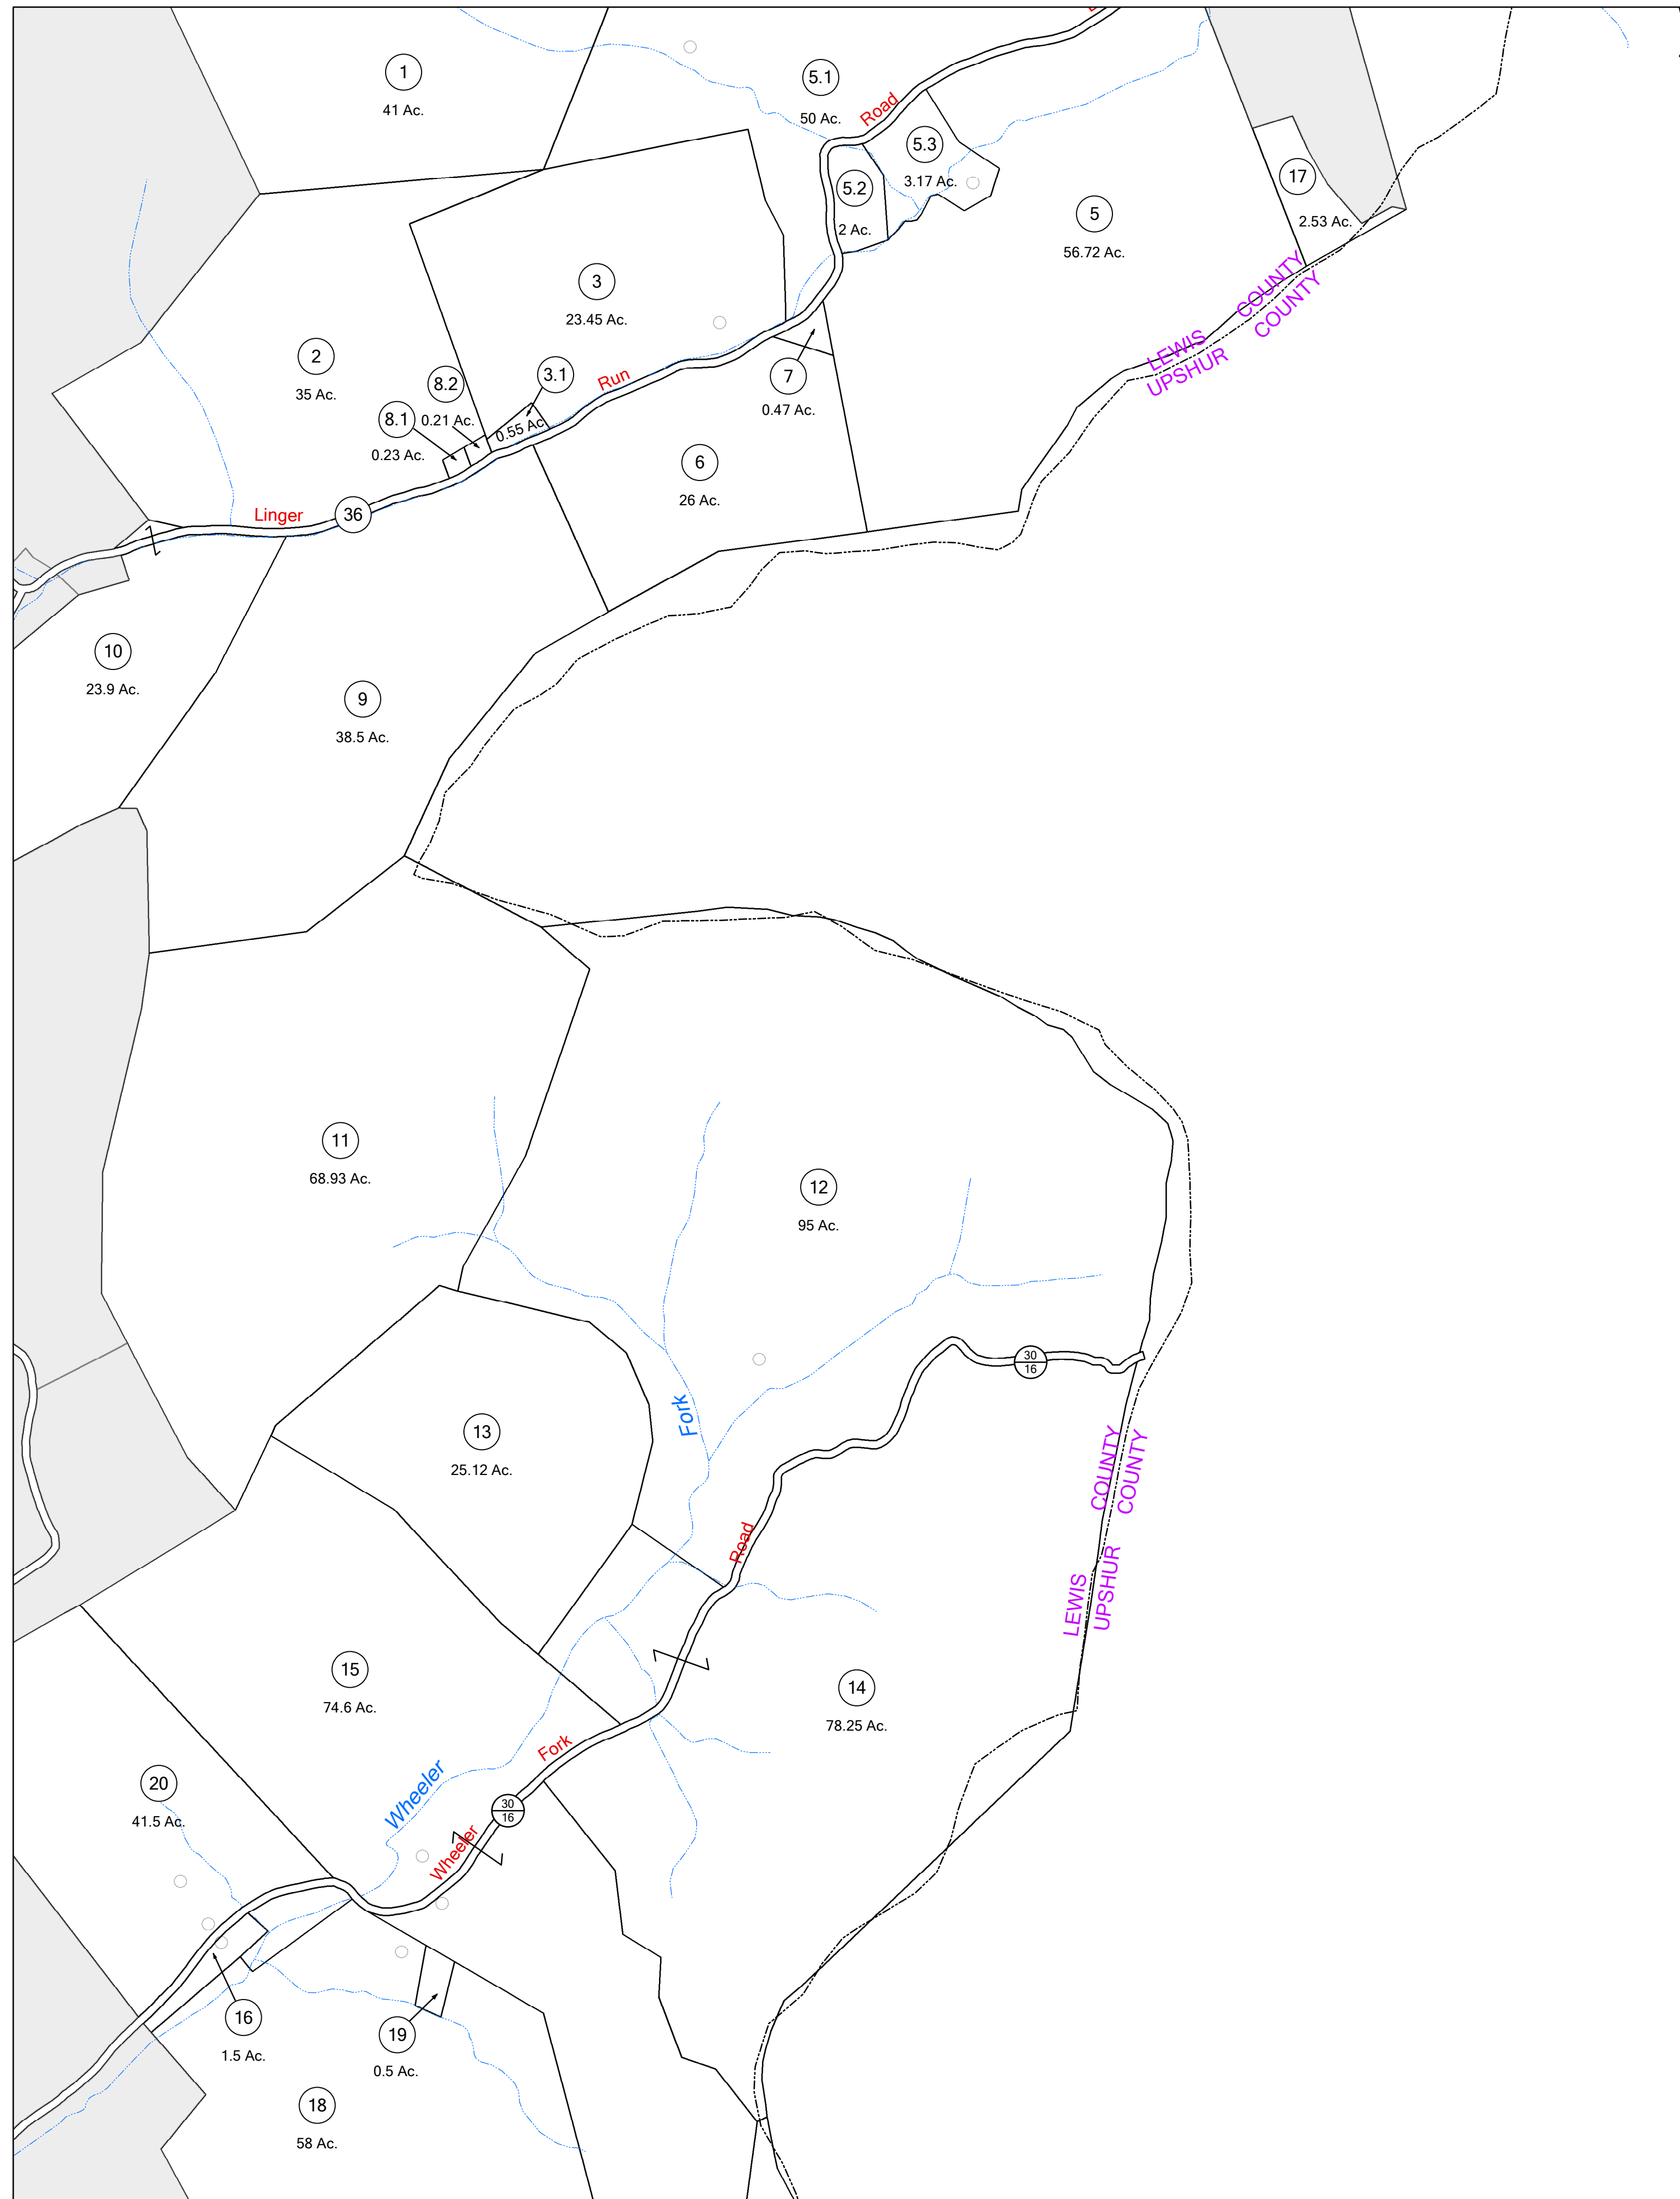 1
41 Ac.
5.1
50 Ac.
Road
5.3
3.17 Ac.
5.2
2 Ac.
5
56.72 Ac.
17
2.53 Ac.
LEWIS COUNTY
UPSHUR COUNTY
3
23.45 Ac.
2
35 Ac.
8.2
0.21 Ac.
3.1
0.55 Ac.
8.1
0.23 Ac.
Run
7
0.47 Ac.
6
26 Ac.
Linger
36
10
23.9 Ac.
9
38.5 Ac.
11
68.93 Ac.
12
95 Ac.
30
16
Fork
13
25.12 Ac.
LEWIS COUNTY
UPSHUR COUNTY
Road
15
74.6 Ac.
14
78.25 Ac.
Fork
Wheeler
20
41.5 Ac.
30
16
Wheeler
16
1.5 Ac.
19
0.5 Ac.
18
58 Ac.